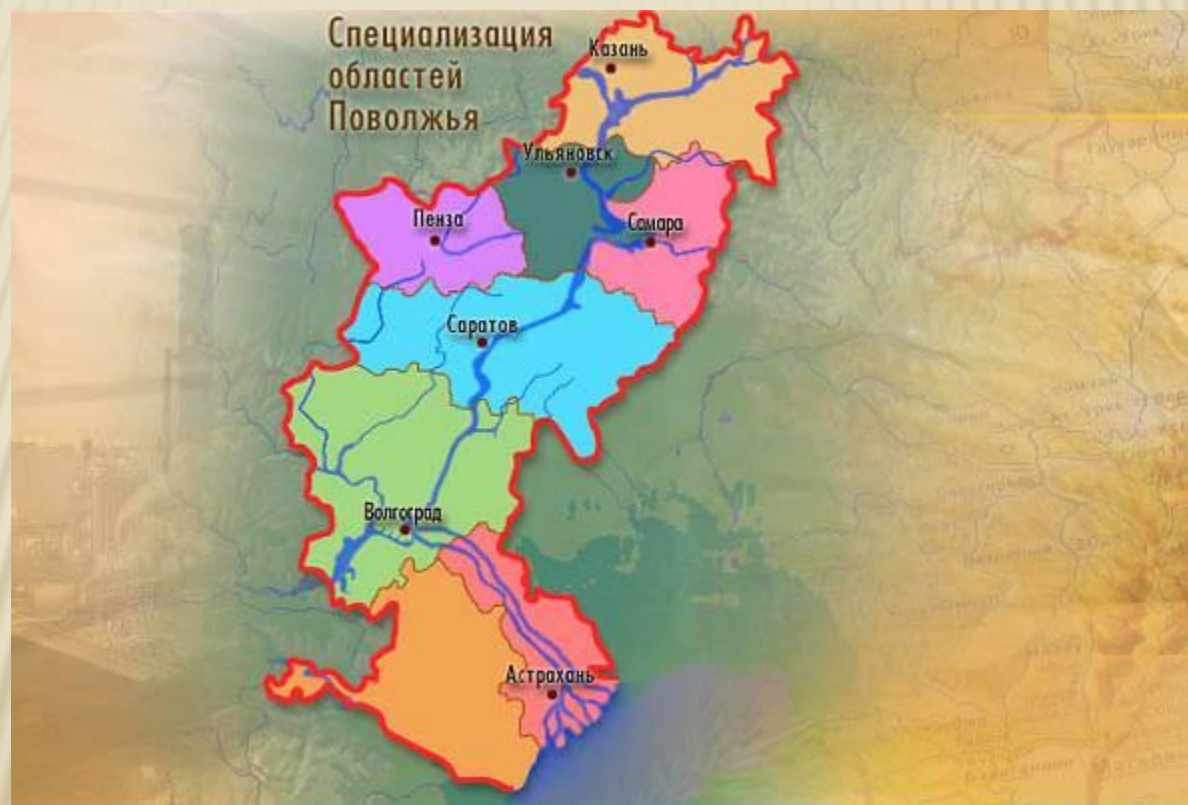 Специализация
областей
Поволжья
Казань
Ульяновск
Пенза
Самара
Саратов
Волгоград
Астрахань